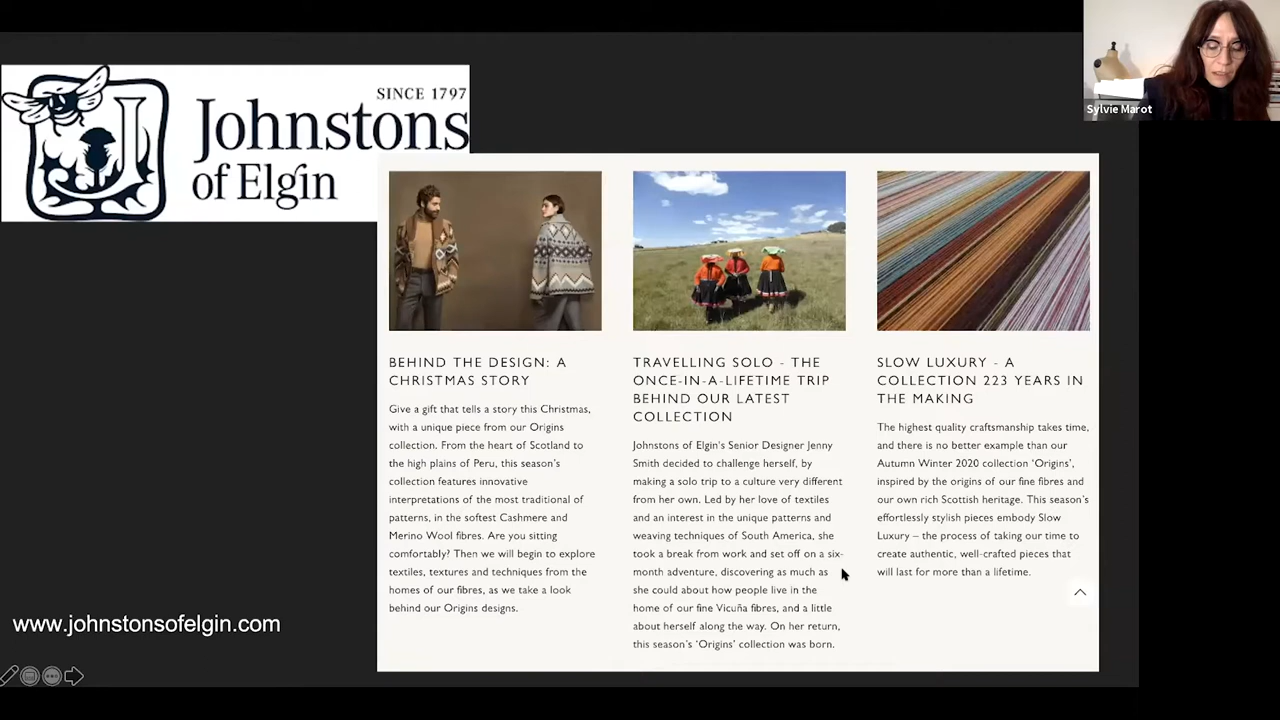 SINCE 1797
Johnstons
of Elgin
Sylvie Marot
BEHIND THE DESIGN: A
CHRISTMAS STORY
Give a gift that tells a story this Christmas,
with a unique piece from our Origins
collection. From the heart of Scotland to
the high plains of Peru, this season's
collection features innovative
interpretations of the most traditional of
patterns, in the softest Cashmere and
Merino Wool fibres. Are you sitting
comfortably? Then we will begin to explore
textiles, textures and techniques from the
homes of our fibres, as we take a look
behind our Origins designs.
TRAVELLING SOLO - THE
ONCE-IN-A-LIFETIME TRIP
BEHIND OUR LATEST
COLLECTION
Johnstons of Elgin's Senior Designer Jenny
Smith decided to challenge herself, by
making a solo trip to a culture very different
from her own. Led by her love of textiles
and an interest in the unique patterns and
weaving techniques of South America, she
took a break from work and set off on a six-
month adventure, discovering as much as
she could about how people live in the
home of our fine Vicuña fibres, and a little
about herself along the way. On her return,
this season's 'Origins' collection was born.
SLOW LUXURY - A
COLLECTION 223 YEARS IN
THE MAKING
The highest quality craftsmanship takes time,
and there is no better example than our
Autumn Winter 2020 collection 'Origins',
inspired by the origins of our fine fibres and
our own rich Scottish heritage. This season's
effortlessly stylish pieces embody Slow
Luxury – the process of taking our time to
create authentic, well-crafted pieces that
will last for more than a lifetime.
www.johnstonsofelgin.com